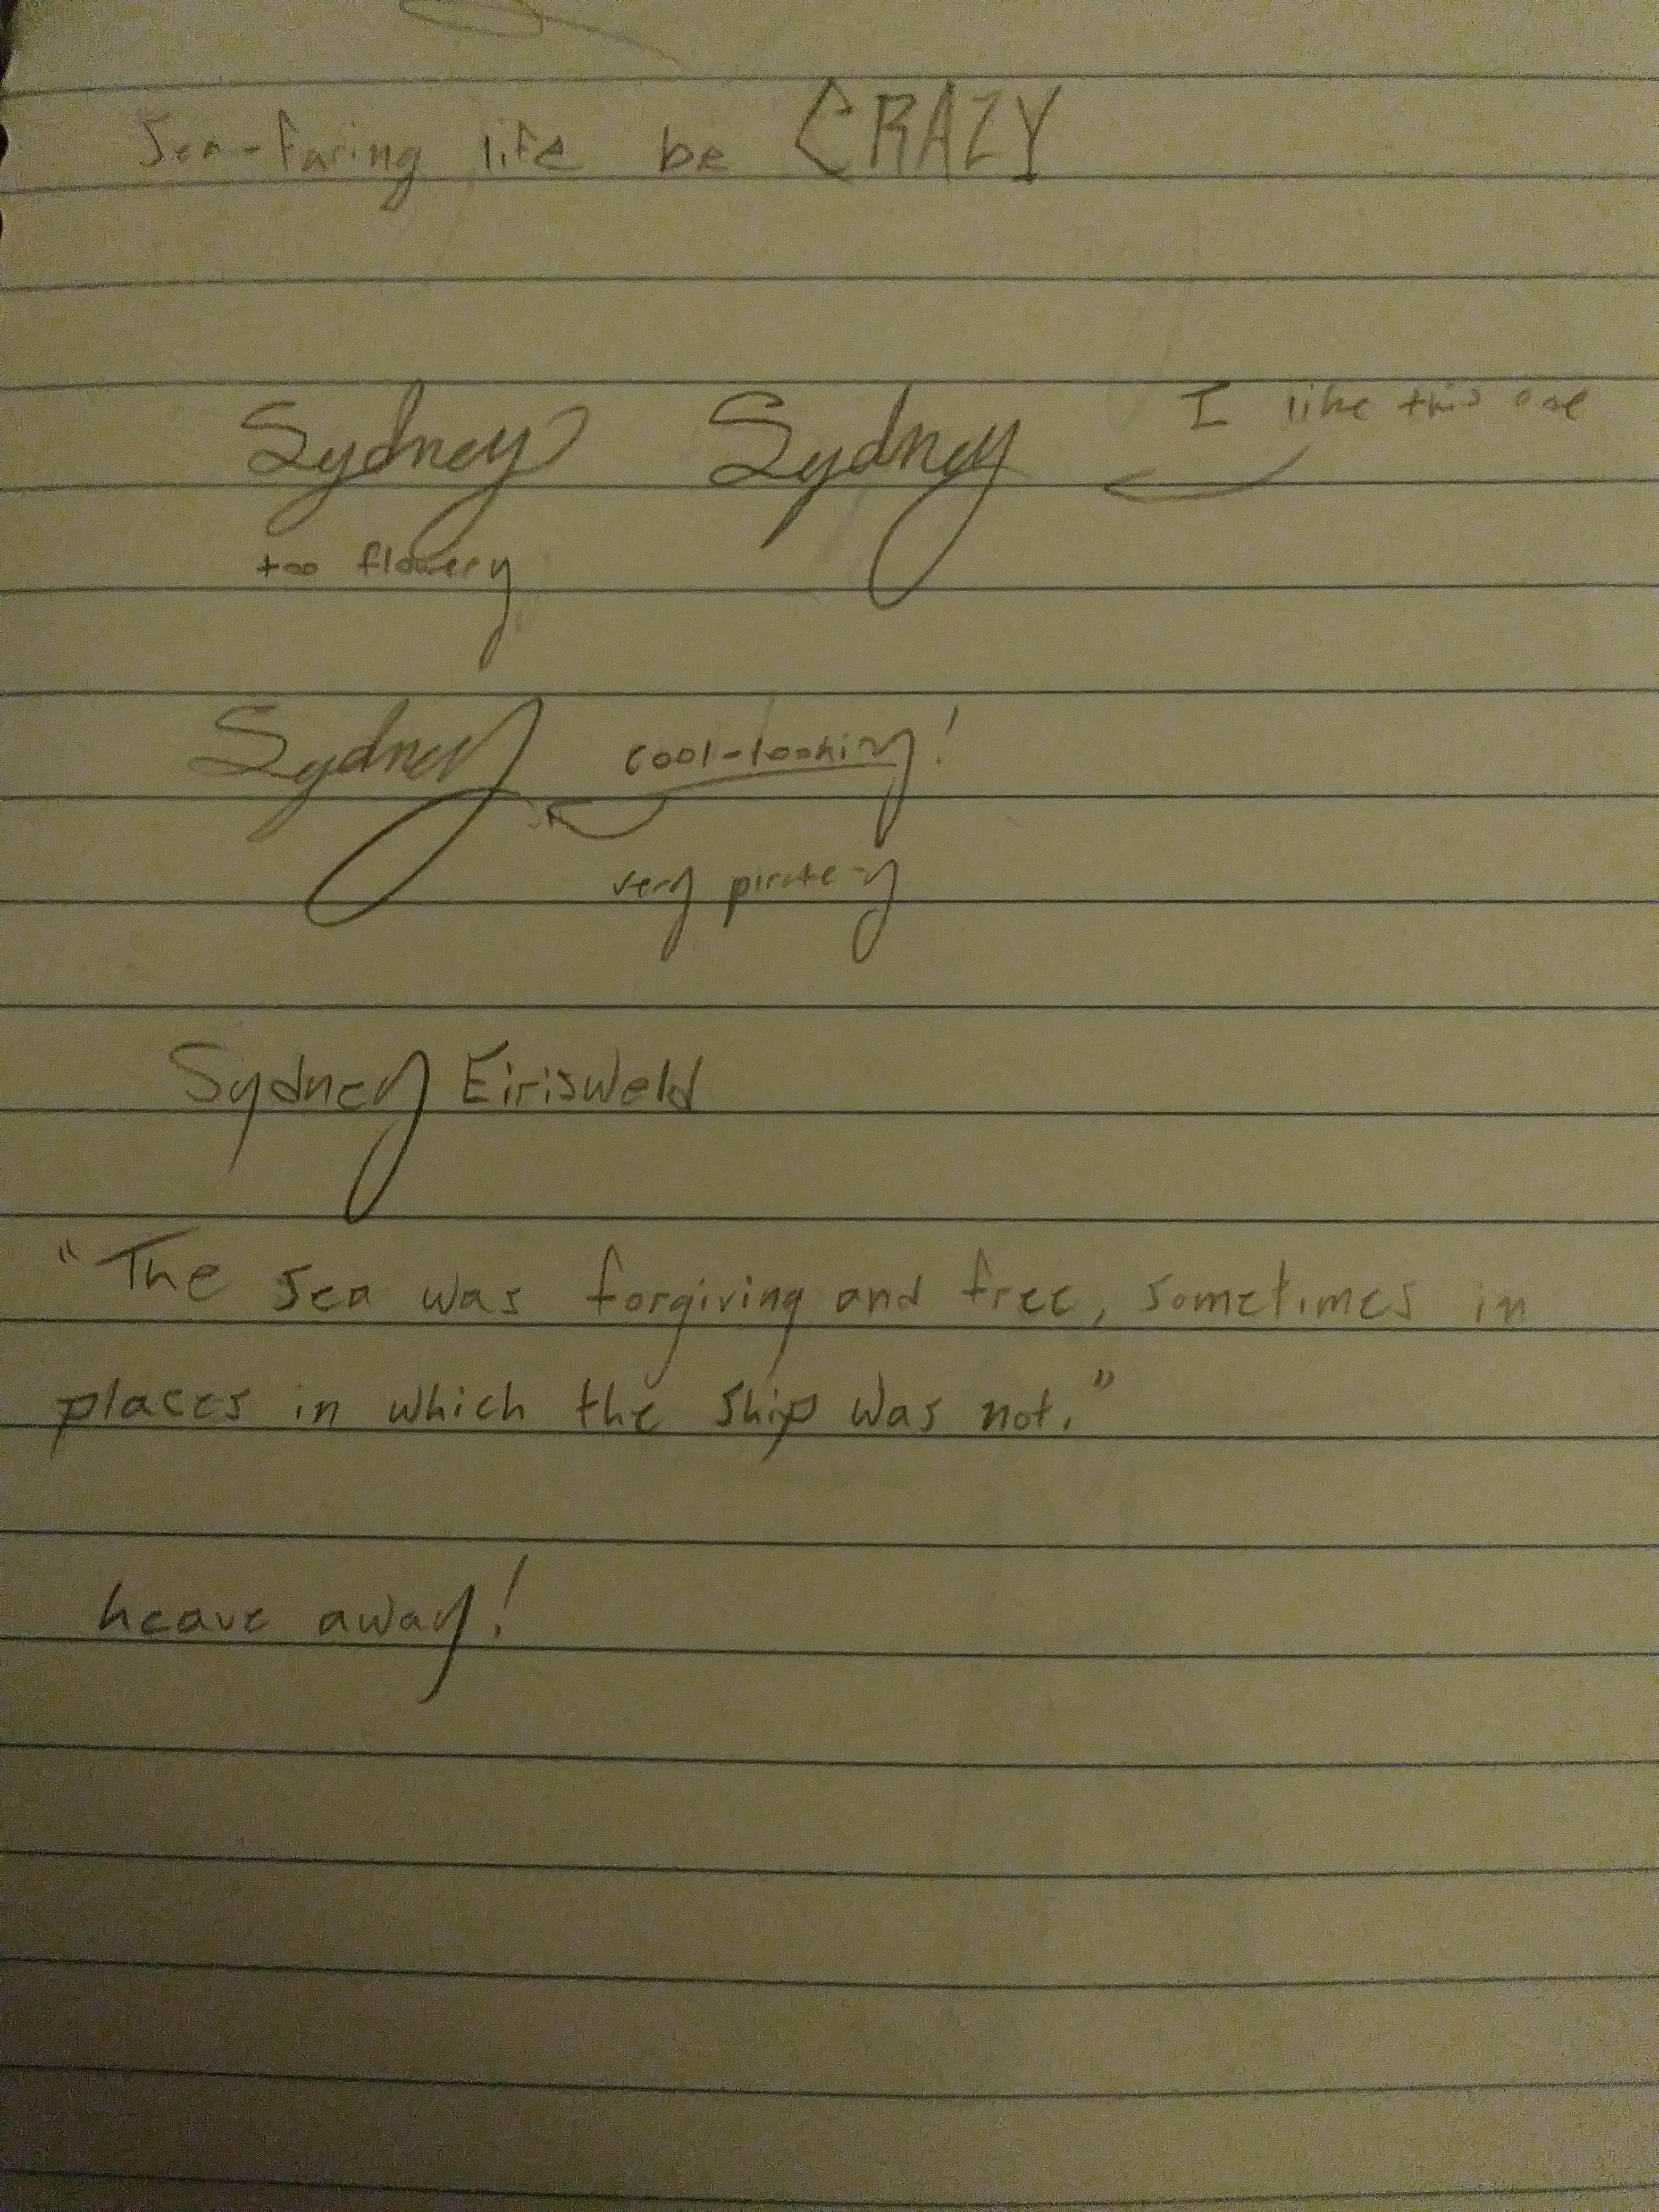 Sea-faring life be CRAZY
Sydney Sydney I like this one
too flowery
Sydney cool-looking!
very pirate-y
Sydney Eirisweld
"The sea was forgiving and free, sometimes in
places in which the ship was not."
heave away!